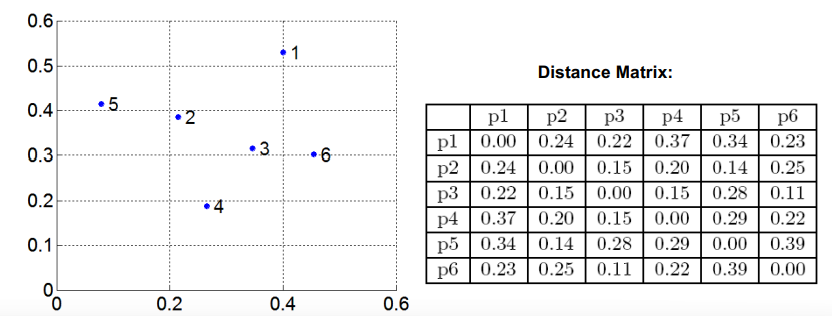 0.6
0.5
0.4
0.3
0.2
0.1
0
0 0.2 0.4 0.6
1
5
2
3
6
4
Distance Matrix:
p1 p2 p3 p4 p5 p6
p1 0.00 0.24 0.22 0.37 0.34 0.23
p2 0.24 0.00 0.15 0.20 0.14 0.25
p3 0.22 0.15 0.00 0.15 0.28 0.11
p4 0.37 0.20 0.15 0.00 0.29 0.22
p5 0.34 0.14 0.28 0.29 0.00 0.39
p6 0.23 0.25 0.11 0.22 0.39 0.00